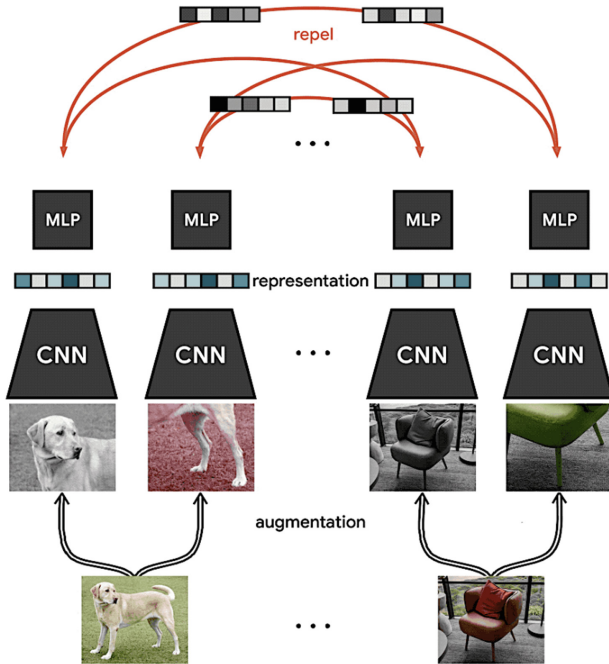 repel
...
MLP MLP MLP MLP
representation
CNN CNN ... CNN CNN
augmentation
...